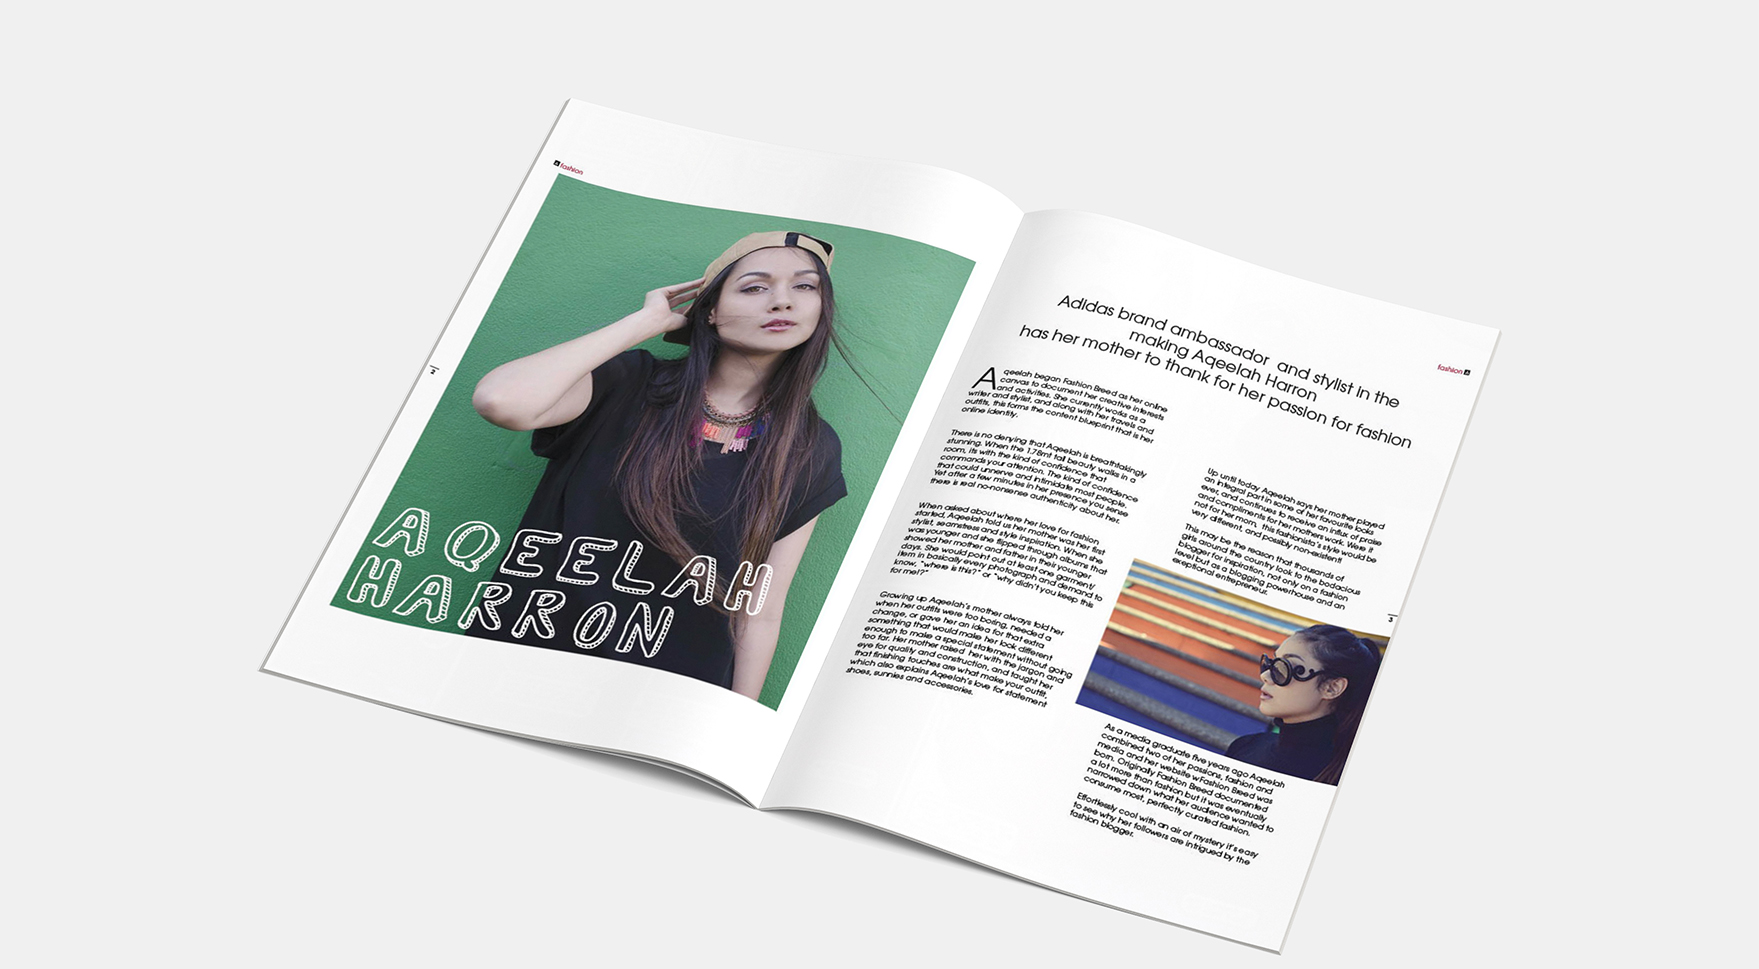 fashion
2
AQEELAH
HARRON
Adidas brand ambassador and stylist in the
making Aqeelah Harron
has her mother to thank for her passion for fashion
fashion
Aqeelah began Fashion Breed as her online
canvas to document her creative interests
and activities. She currently works as a
writer and stylist, and along with her travels and
outfits, this forms the content blueprint that is her
online identity.
There is no denying that Aqeelah is breathtakingly
stunning. When the 1.78mt tall beauty walks in a
room, its with the kind of confidence that
commands your attention. The kind of confidence
that could unnerve and intimidate most people.
Yet after a few minutes in her presence you sense
there is real no-nonsense authenticity about her.
When asked about where her love for fashion
started, Aqeelah told us her mother was her first
stylist, seamstress and style inspiration. When she
was younger and she flipped through albums that
showed her mother and father in their younger
days. She would point out at least one garment/
item in basically every photograph and demand to
know, "where is this?" or "why didn't you keep this
for me!?"
Growing up Aqeelah's mother always told her
when her outfits were too boring, needed a
change, or gave her an idea for that extra
something that would make her look different
enough to make a special statement without going
too far. Her mother raised her with the jargon and
eye for quality and construction, and taught her
that finishing touches are what make your outfit,
which also explains Aqeelah's love for statement
shoes, sunnies and accessories.
Up until today Aqeelah says her mother played
an integral part in some of her favourite looks
ever, and continues to receive an influx of praise
and compliments for her mothers work. Were it
not for her mom, this fashionista's style would be
very different, and possibly non-existent!
This may be the reason that thousands of
girls around the country look to the bodacious
blogger for inspiration, not only on a fashion
level but as a blogging powerhouse and an
exeptional entrepreneur.
3
As a media graduate five years ago Aqeelah
combined two of her passions, fashion and
media and her website wFashion Breed was
born. Originally Fashion Breed documented
a lot more than fashion but it was eventually
narrowed down what her audience wanted to
consume most, perfectly curated fashion.
Effortlessly cool with an air of mystery it's easy
to see why her followers are intrigued by the
fashion blogger.